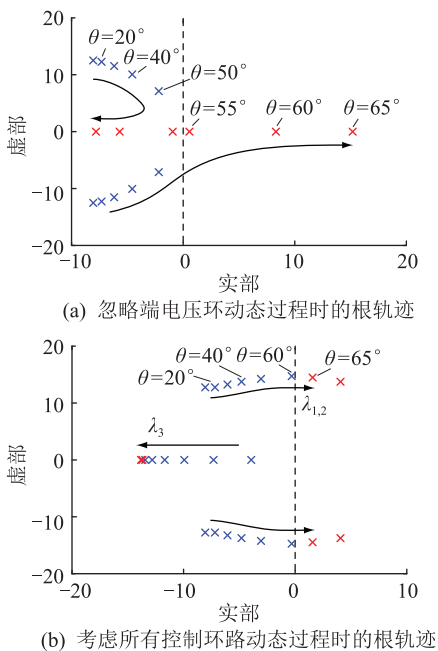 20
θ=20°
θ=40°
10
θ=50°
θ=55° θ=60° θ=65°
虚部
0
−10
−20
−10 0 10 20
实部
(a) 忽略端电压环动态过程时的根轨迹
20
θ=40° θ=60° θ=65°
θ=20°
10
λ1,2
λ3
虚部
0
−10
−20
−20 −10 0 10
实部
(b) 考虑所有控制环路动态过程时的根轨迹